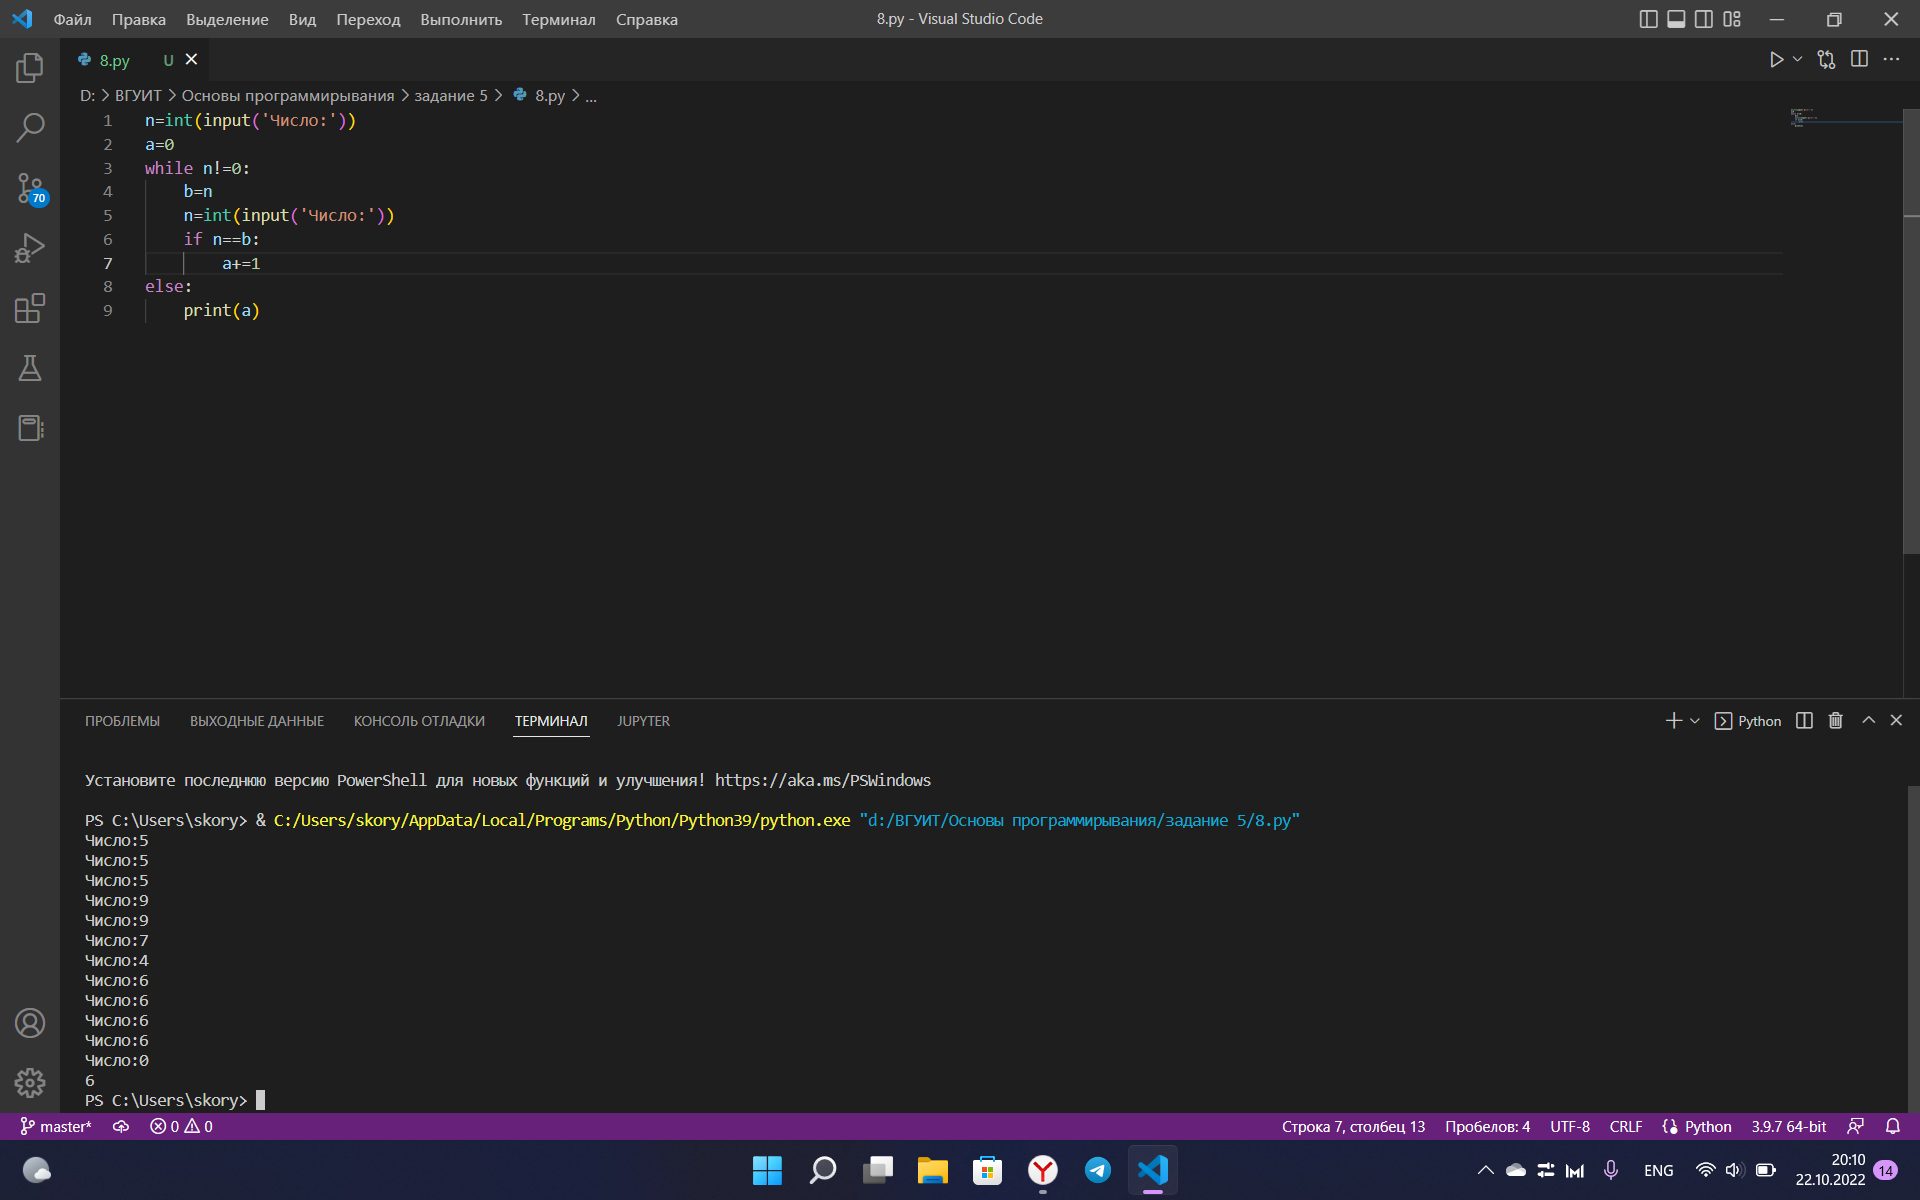 Файл Правка Выделение Вид Переход Выполнить Терминал Справка 8.py - Visual Studio Code
8.py U
D: > ВГУИТ > Основы программирывания > задание 5 > 8.py > ...
1 n=int(input('Число:'))
2 a=0
3 while n!=0:
4 b=n
5 n=int(input('Число:'))
6 if n==b:
7 a+=1
8 else:
9 print(a)
70
ПРОБЛЕМЫ ВЫХОДНЫЕ ДАННЫЕ КОНСОЛЬ ОТЛАДКИ ТЕРМИНАЛ JUPYTER Python
Установите последнюю версию PowerShell для новых функций и улучшения! https://aka.ms/PSWindows
PS C:\Users\skory> & C:/Users/skory/AppData/Local/Programs/Python/Python39/python.exe "d:/ВГУИТ/Основы программирывания/задание 5/8.py"
Число:5
Число:5
Число:5
Число:9
Число:9
Число:7
Число:4
Число:6
Число:6
Число:6
Число:6
Число:0
6
PS C:\Users\skory>
master* 0 0 Строка 7, столбец 13 Пробелов: 4 UTF-8 CRLF Python 3.9.7 64-bit
ENG 20:10 14
22.10.2022